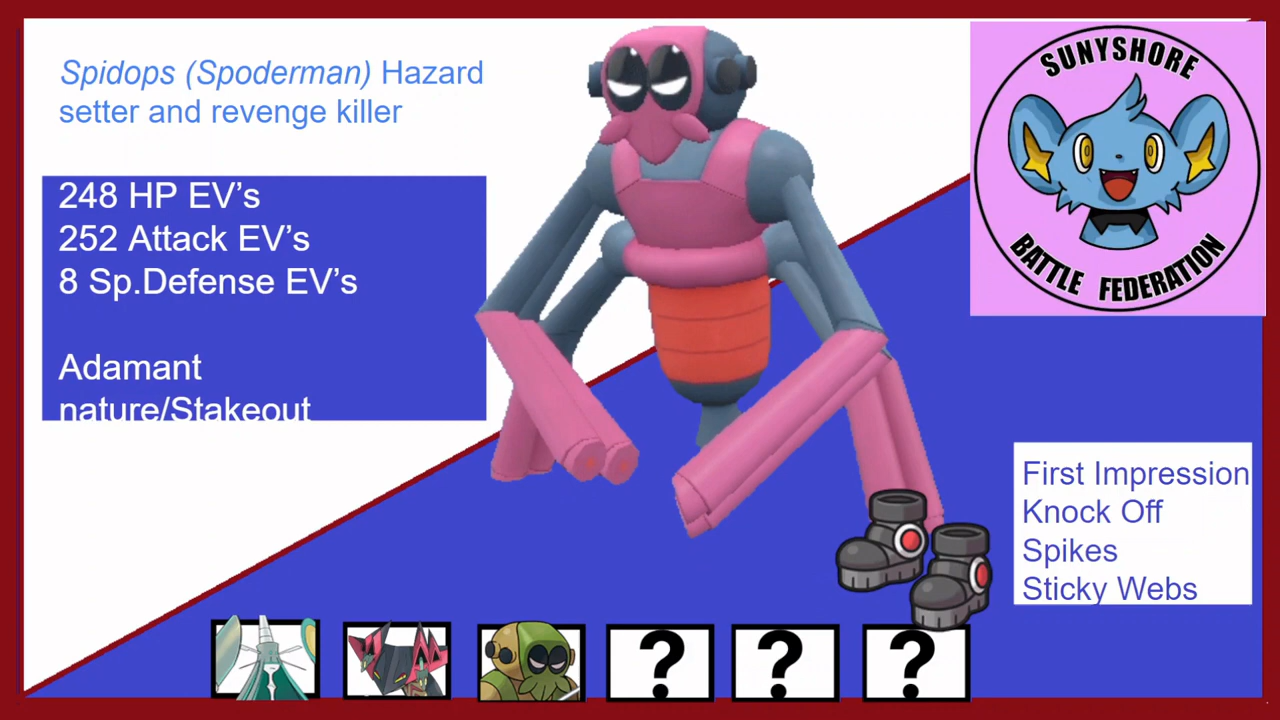 Spidops (Spoderman) Hazard
setter and revenge killer
248 HP EV’s
252 Attack EV’s
8 Sp.Defense EV’s
Adamant
nature/Stakeout
SUNYSHORE
BATTLE FEDERATION
First Impression
Knock Off
Spikes
Sticky Webs
? ? ?